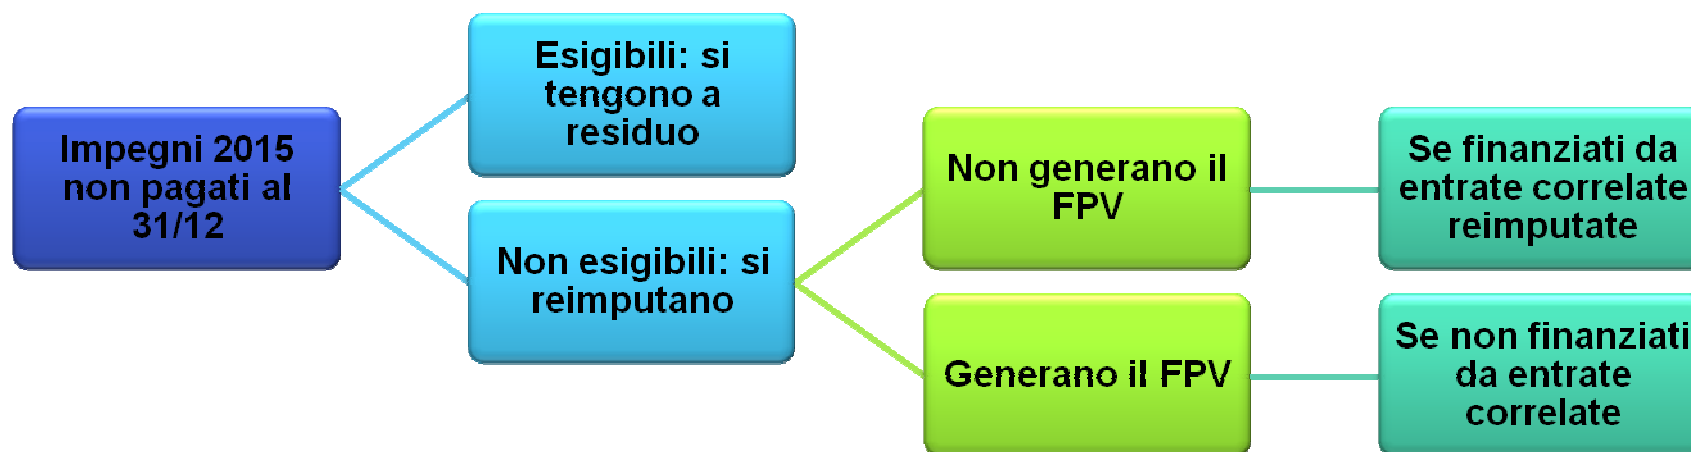 Impegni 2015
non pagati al
31/12
Esigibili: si
tengono a
residuo
Non esigibili: si
reimputano
Non generano il
FPV
Generano il FPV
Se finanziati da
entrate correlate
reimputate
Se non finanziati
da entrate
correlate